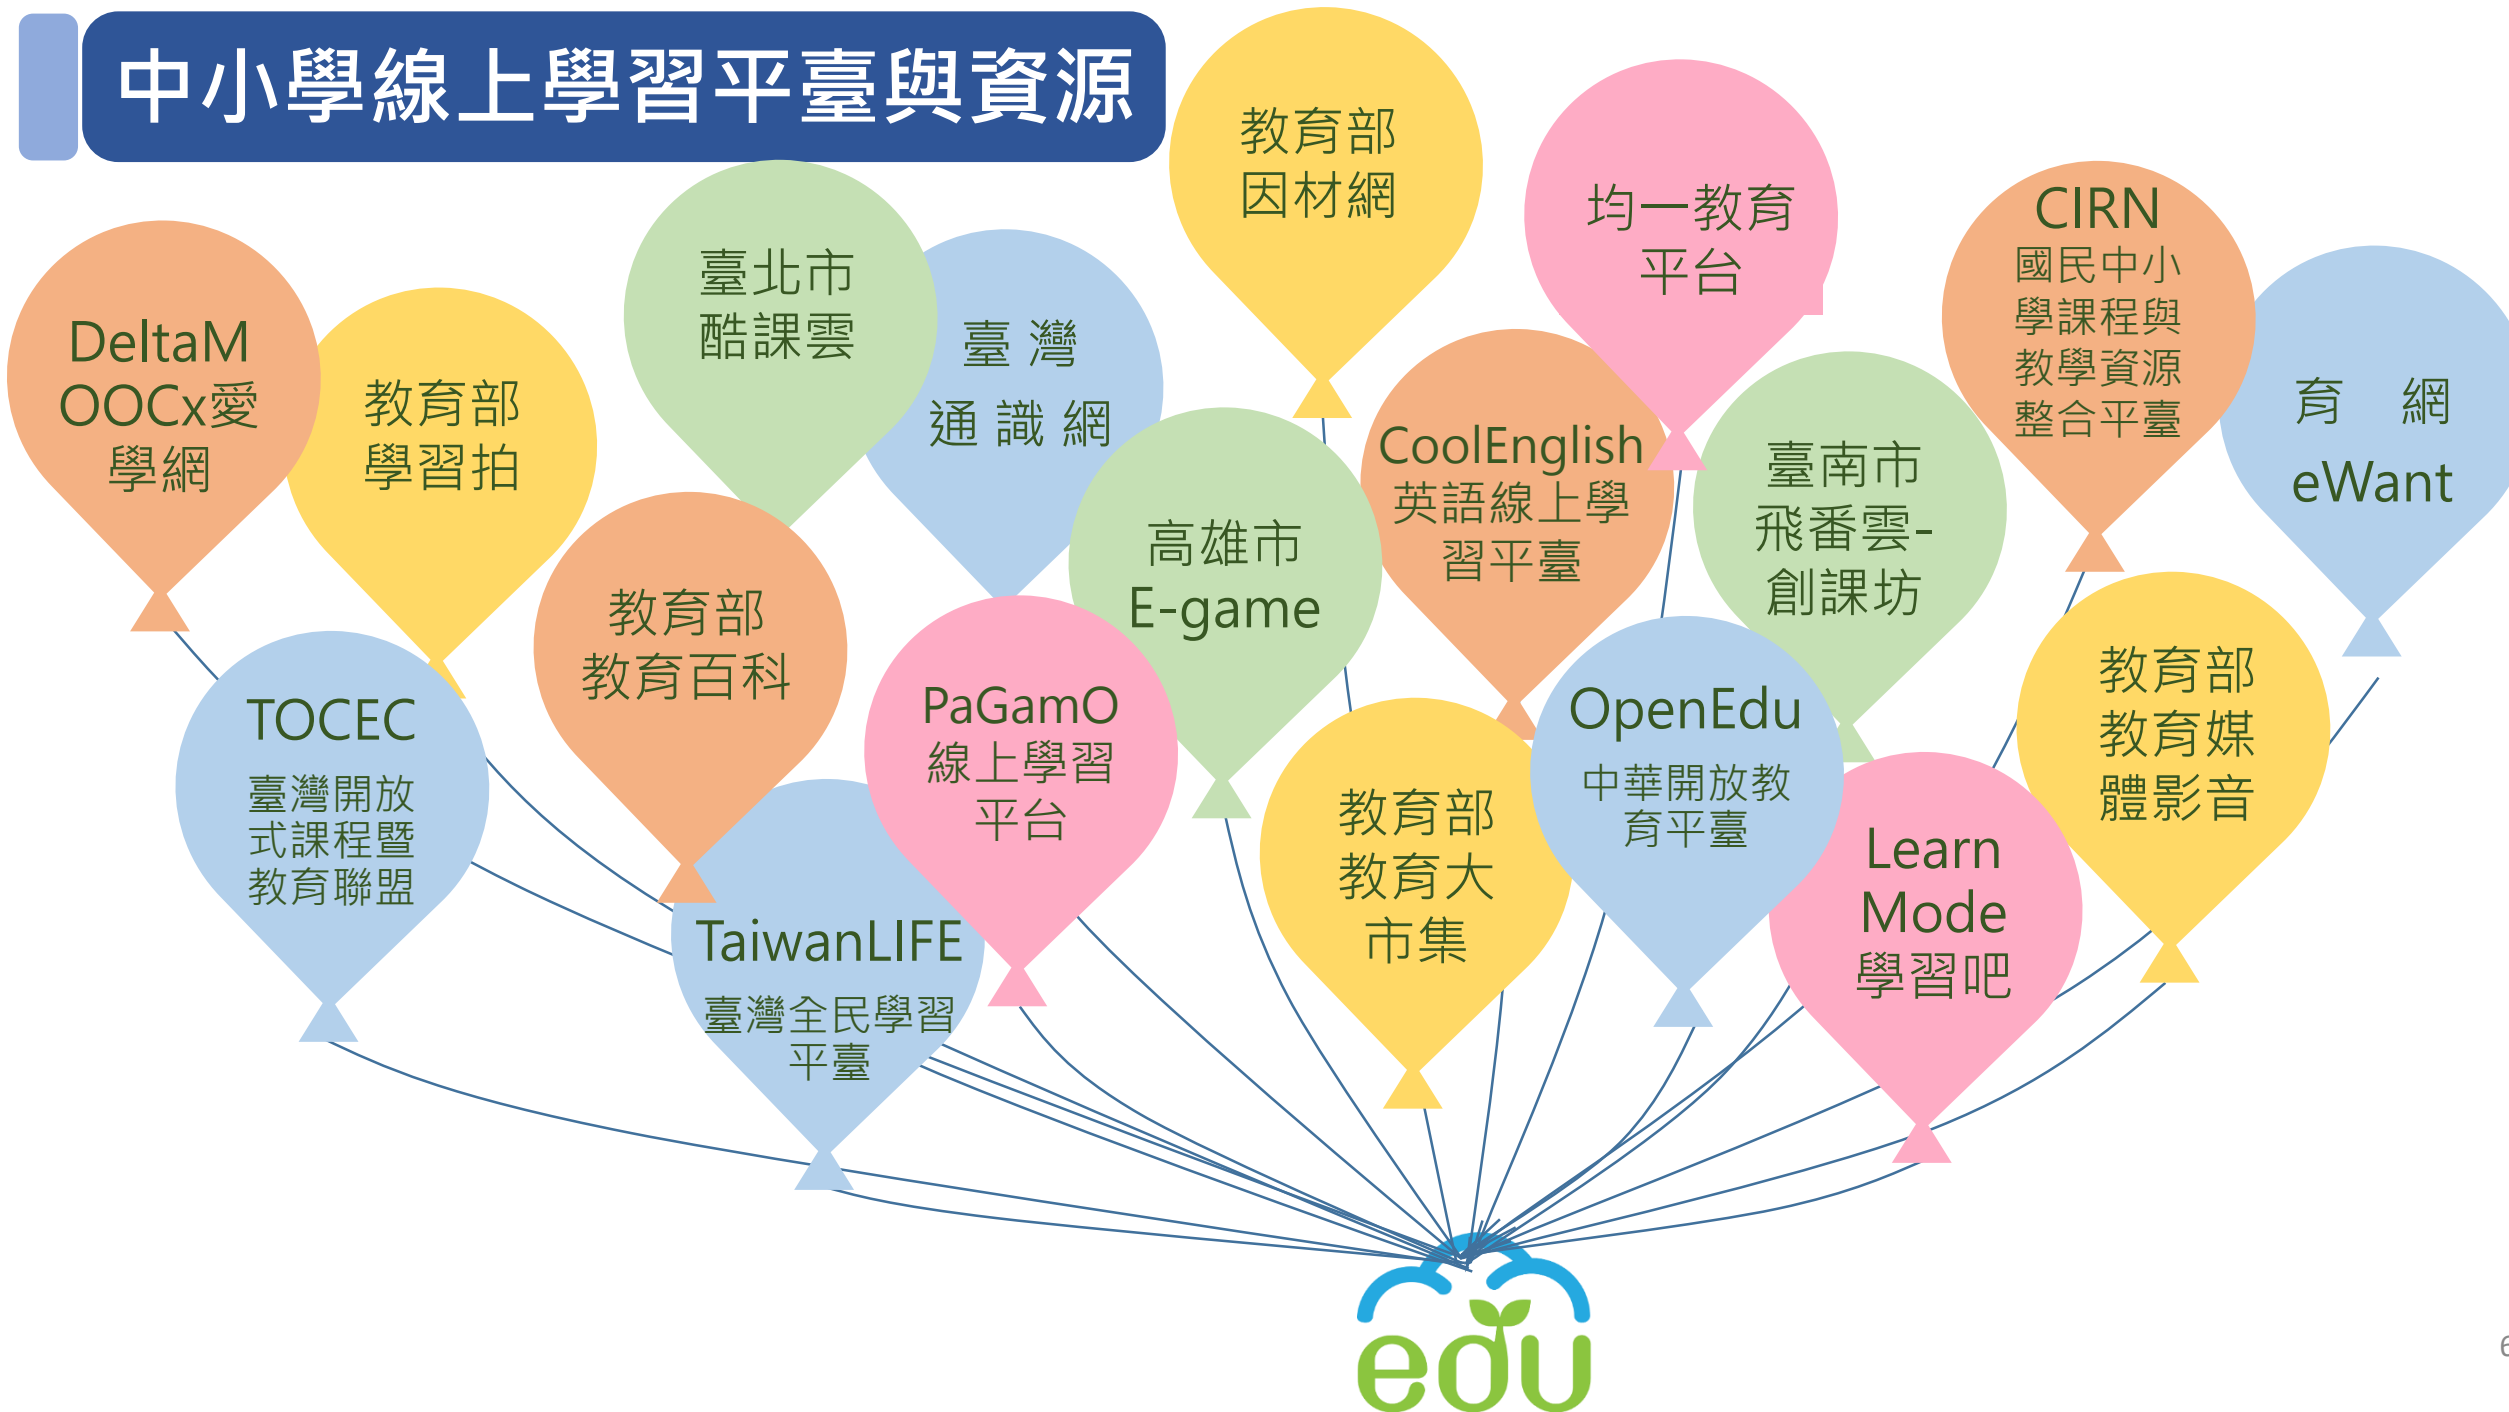 中小學線上學習平臺與資源
教育部
因材網
均一教育
平台
CIRN
國民中小
學課程與
教學資源
整合平臺
臺北市
酷課雲
臺灣
通識網
DeltaM
OOCx愛
學網
教育部
學習拍
育 網
eWant
CoolEnglish
英語線上學
習平臺
臺南市
飛番雲-
創課坊
高雄市
E-game
教育部
教育百科
TOCEC
臺灣開放
式課程暨
教育聯盟
PaGamO
線上學習
平台
OpenEdu
中華開放教
育平臺
教育部
教育媒
體影音
教育部
教育大
市集
Learn
Mode
學習吧
TaiwanLIFE
臺灣全民學習
平臺
edu
6